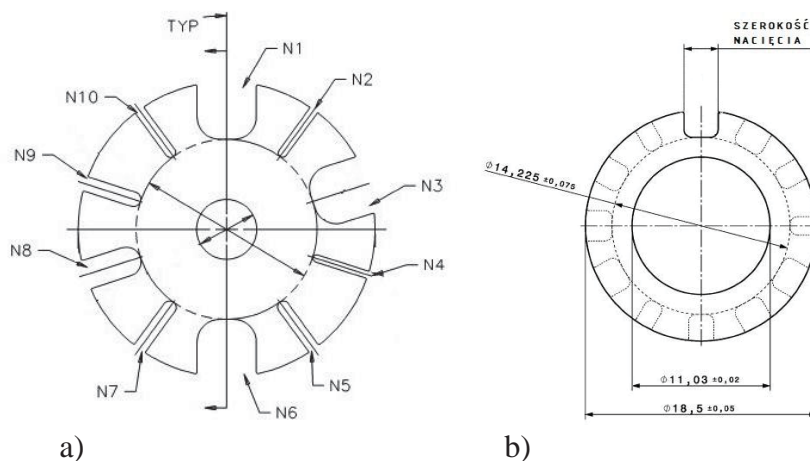 TYP
N1
N2
N3
N4
N5
N6
N7
N8
N9
N10
a)
SZEROKOŚĆ
NACIĘCIA
Ø14,225 ±0,075
Ø11,03 ±0,02
Ø18,5 ±0,05
b)